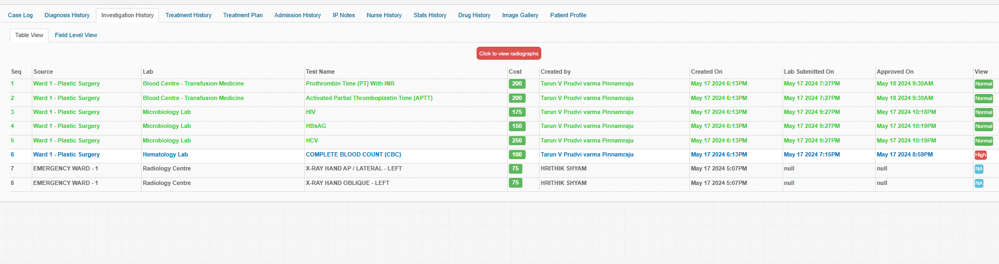 Case Log Diagnosis History Investigation History Treatment History Treatment Plan Admission History IP Notes Nurse History Stats History Drug History Image Gallery Patient Profile
Table View Field Level View
Click to view radiographs
Seq Source Lab Test Name Cost Created by Created On Lab Submitted On Approved On View
1 Ward 1 - Plastic Surgery Blood Centre - Transfusion Medicine Prothrombin Time (PT) With INR 200 Tarun V Prudvi varma Pinnamraju May 17 2024 6:13PM May 17 2024 7:27PM May 18 2024 9:30AM Normal
2 Ward 1 - Plastic Surgery Blood Centre - Transfusion Medicine Activated Partial Thromboplastin Time (APTT) 200 Tarun V Prudvi varma Pinnamraju May 17 2024 6:13PM May 17 2024 7:27PM May 18 2024 9:30AM Normal
3 Ward 1 - Plastic Surgery Microbiology Lab HIV 175 Tarun V Prudvi varma Pinnamraju May 17 2024 6:13PM May 17 2024 9:27PM May 17 2024 10:18PM Normal
4 Ward 1 - Plastic Surgery Microbiology Lab HBsAG 150 Tarun V Prudvi varma Pinnamraju May 17 2024 6:13PM May 17 2024 9:27PM May 17 2024 10:19PM Normal
5 Ward 1 - Plastic Surgery Microbiology Lab HCV 250 Tarun V Prudvi varma Pinnamraju May 17 2024 6:13PM May 17 2024 9:27PM May 17 2024 10:19PM Normal
6 Ward 1 - Plastic Surgery Hematology Lab COMPLETE BLOOD COUNT (CBC) 100 Tarun V Prudvi varma Pinnamraju May 17 2024 6:13PM May 17 2024 7:15PM May 17 2024 8:59PM High
7 EMERGENCY WARD - 1 Radiology Centre X-RAY HAND AP / LATERAL - LEFT 75 HRITHIK SHYAM May 17 2024 5:07PM null null NA
8 EMERGENCY WARD - 1 Radiology Centre X-RAY HAND OBLIQUE - LEFT 75 HRITHIK SHYAM May 17 2024 5:07PM null null NA